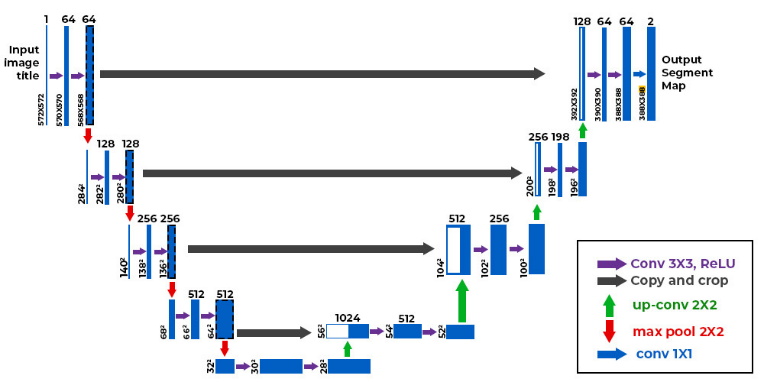 1 64 64
128 64 64 2
Input
image
title
572X572
570X570
568X568
392X392
390X390
388X388
388X388
Output
Segment
Map
128 128
256 198
284²
282²
280²
200²
198²
196²
256 256
512 256
140²
138²
136²
104²
102²
100²
512 512
1024 512
68²
66²
64²
56²
54²
52²
32²
30²
28²
Conv 3X3, ReLU
Copy and crop
up-conv 2X2
max pool 2X2
conv 1X1